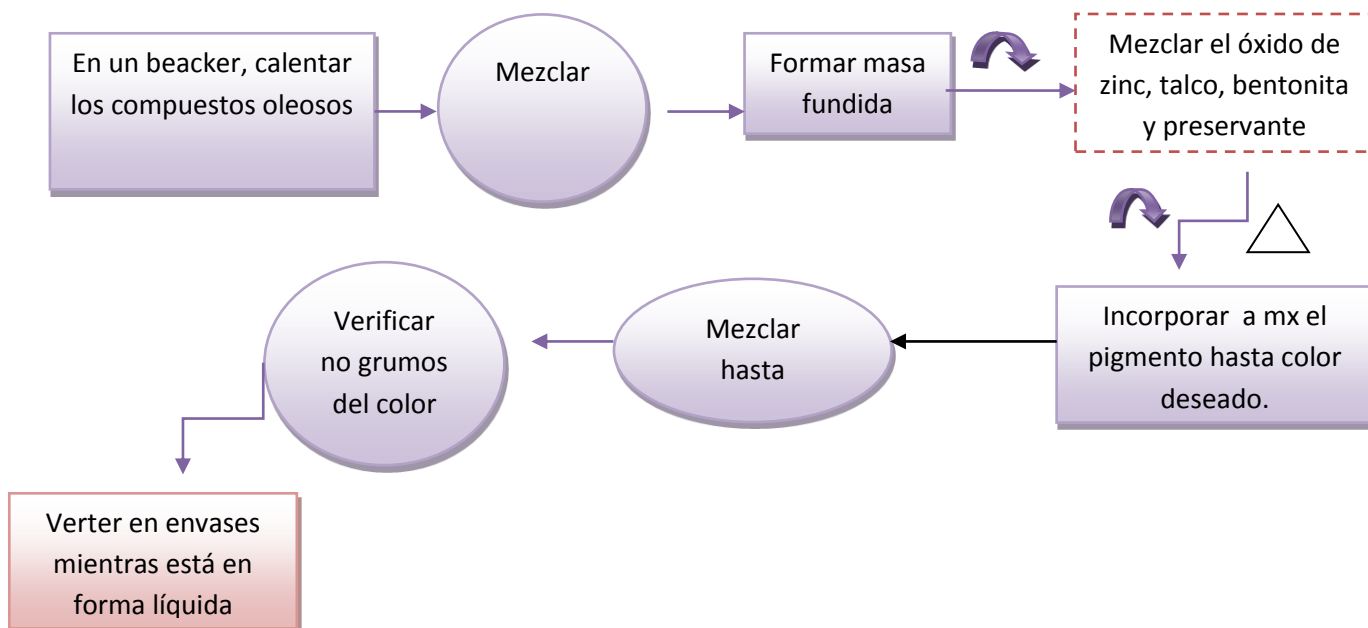 En un beacker, calentar
los compuestos oleosos
Mezclar
Formar masa
fundida
Mezclar el óxido de
zinc, talco, bentonita
y preservante
Incorporar a mx el
pigmento hasta color
deseado.
Mezclar
hasta
Verificar
no grumos
del color
Verter en envases
mientras está en
forma líquida